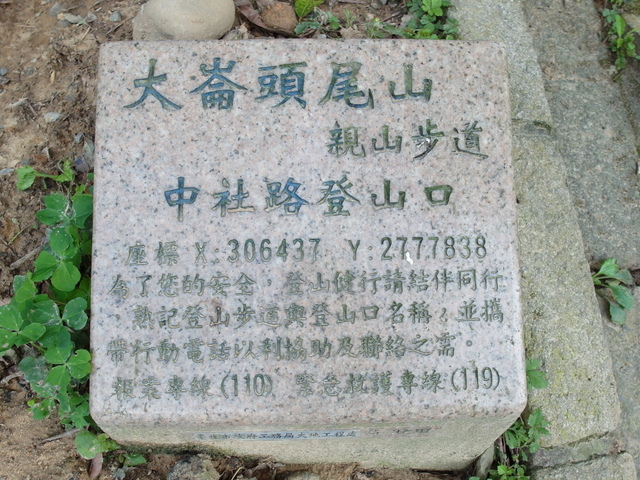 大崙頭尾山
親山步道
中社路登山口
座標 X:306437 Y:2777838
為了您的安全,登山健行請結伴同行
,熟記登山步道與登山口名稱,並攜
帶行動電話以利協助及聯絡之需。
報案專線(110) 緊急救護專線(119)